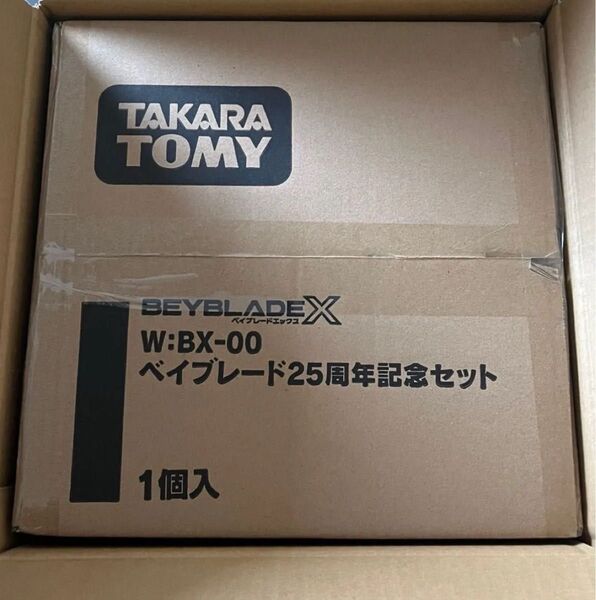 TAKARA
TOMY
BEYBLADE X
ベイブレードエックス
W:BX-00
ベイブレード25周年記念セット
1個入